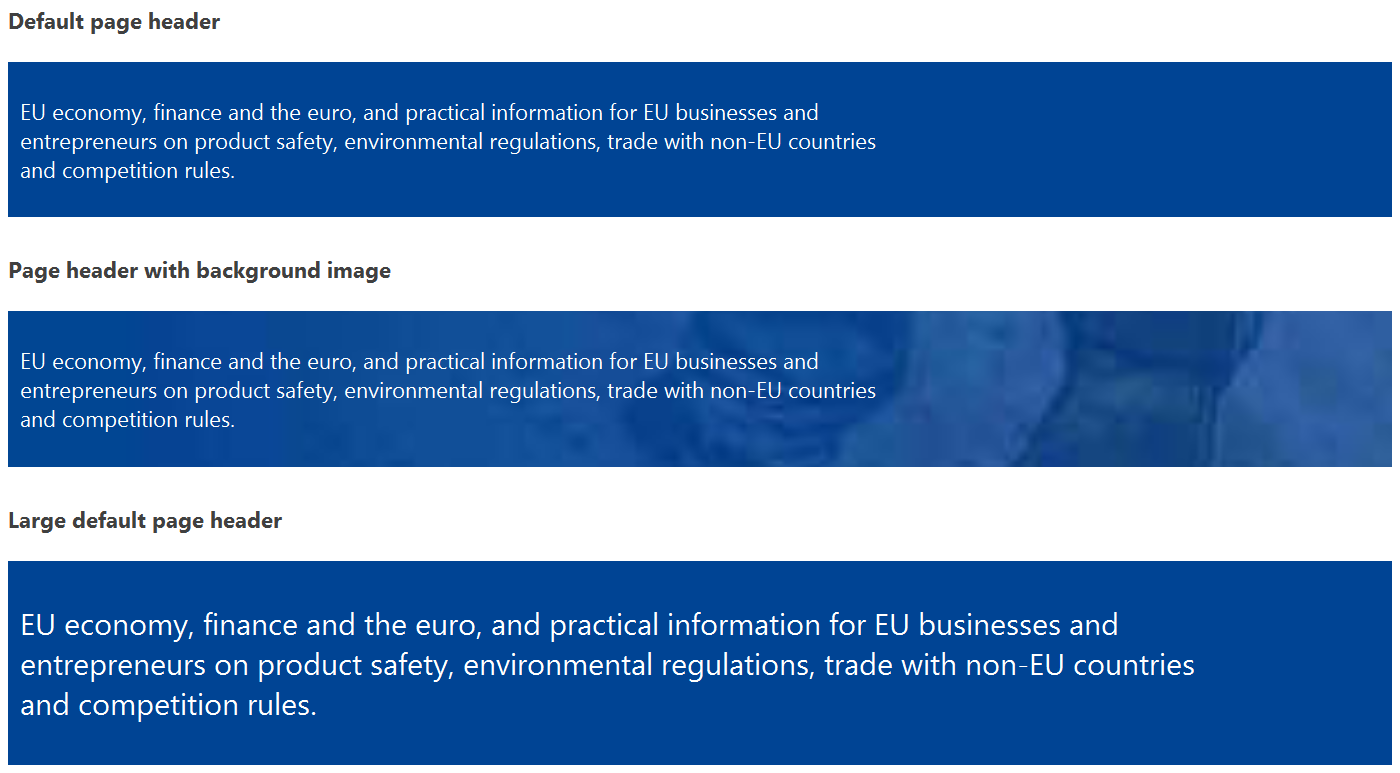 Default page header
EU economy, finance and the euro, and practical information for EU businesses and
entrepreneurs on product safety, environmental regulations, trade with non-EU countries
and competition rules.
Page header with background image
EU economy, finance and the euro, and practical information for EU businesses and
entrepreneurs on product safety, environmental regulations, trade with non-EU countries
and competition rules.
Large default page header
EU economy, finance and the euro, and practical information for EU businesses and
entrepreneurs on product safety, environmental regulations, trade with non-EU countries
and competition rules.